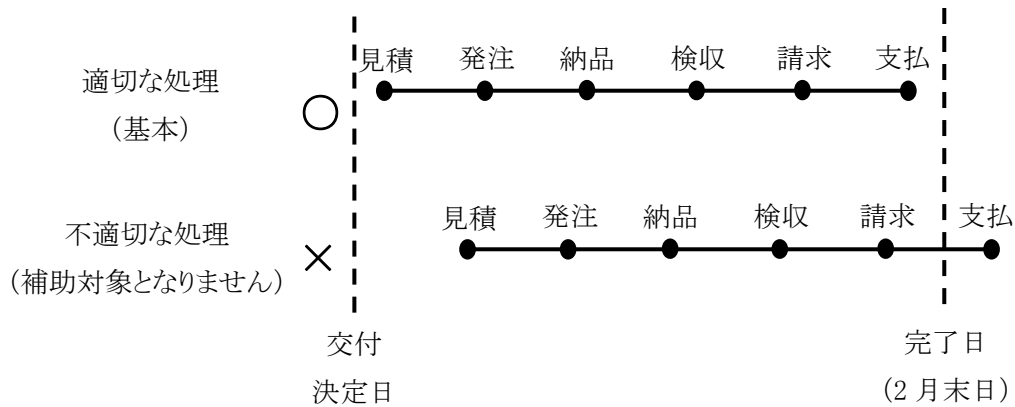 見積 発注 納品 検収 請求 支払
適切な処理
（基本）
○
見積 発注 納品 検収 請求 支払
不適切な処理
（補助対象となりません）
×
交付
決定日
完了日
（2 月末日）